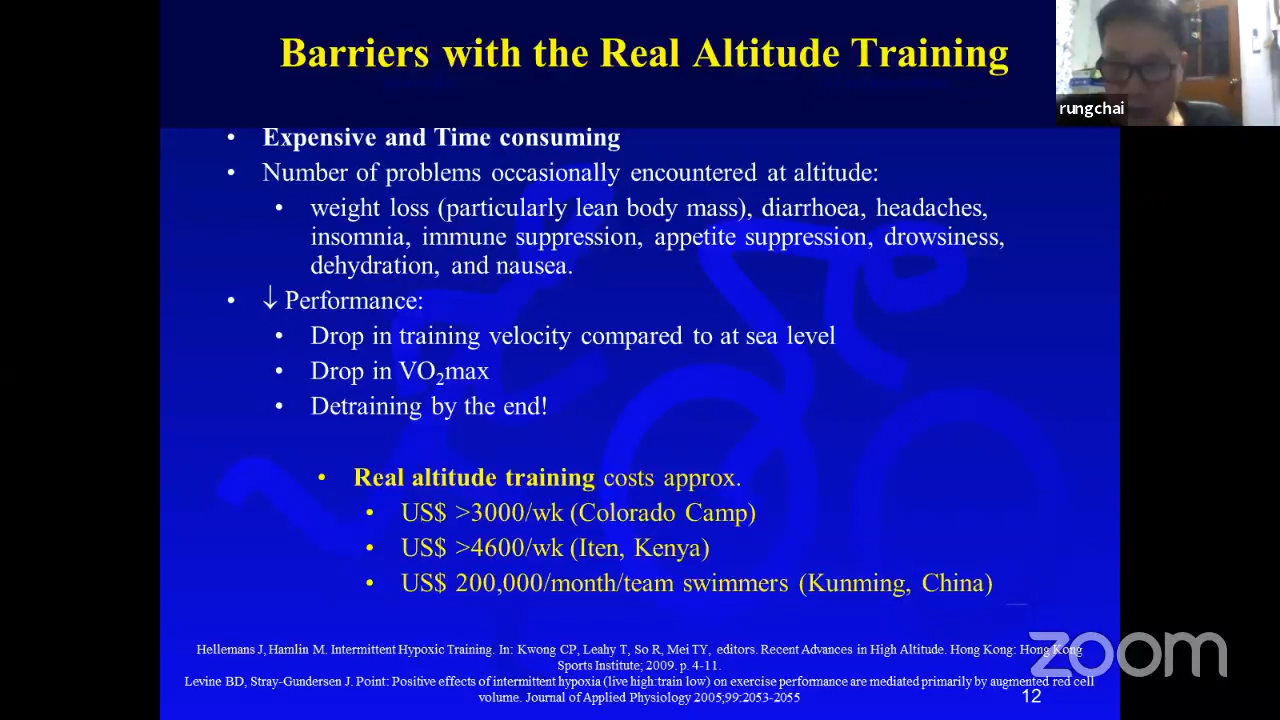 Barriers with the Real Altitude Training
rungchai
• Expensive and Time consuming
• Number of problems occasionally encountered at altitude:
• weight loss (particularly lean body mass), diarrhoea, headaches,
insomnia, immune suppression, appetite suppression, drowsiness,
dehydration, and nausea.
• ↓ Performance:
• Drop in training velocity compared to at sea level
• Drop in VO₂max
• Detraining by the end!
• Real altitude training costs approx.
• US$ >3000/wk (Colorado Camp)
• US$ >4600/wk (Iten, Kenya)
• US$ 200,000/month/team swimmers (Kunming, China)
Hellemans J, Hamlin M. Intermittent Hypoxic Training. In: Kwong CP, Leahy T, So R, Mei TY, editors. Recent Advances in High Altitude. Hong Kong: Hong Kong
Sports Institute; 2009. p. 4-11.
Levine BD, Stray-Gundersen J. Point: Positive effects of intermittent hypoxia (live high:train low) on exercise performance are mediated primarily by augmented red cell
volume. Journal of Applied Physiology 2005;99:2053-2055
12
zoom